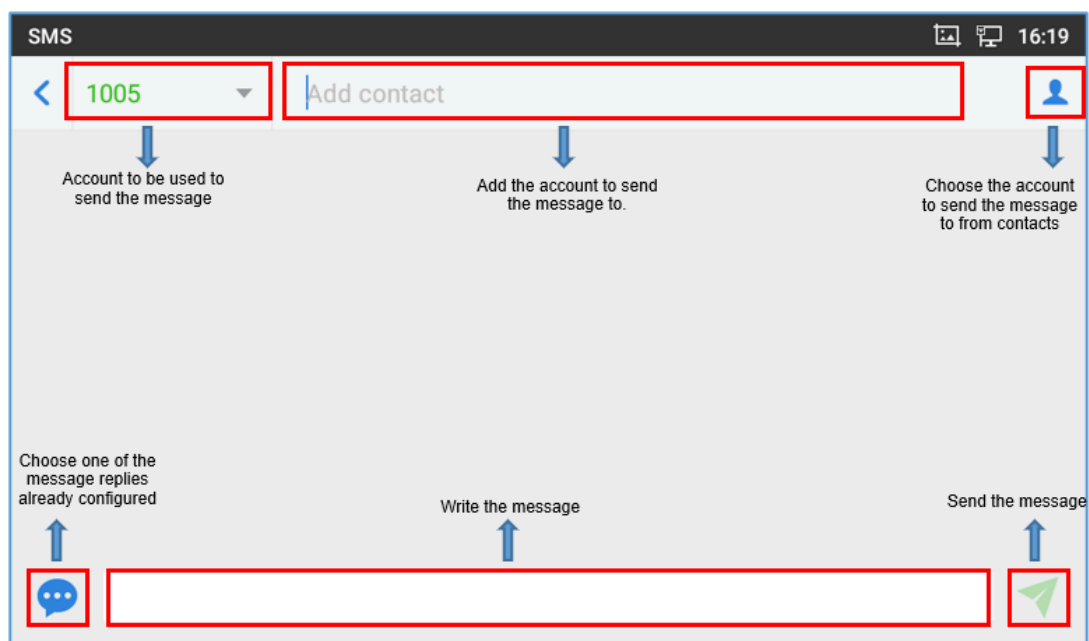 SMS
16:19
1005
Add contact
Account to be used to
send the message
Add the account to send
the message to.
Choose the account
to send the message
to from contacts
Choose one of the
message replies
already configured
Write the message
Send the message